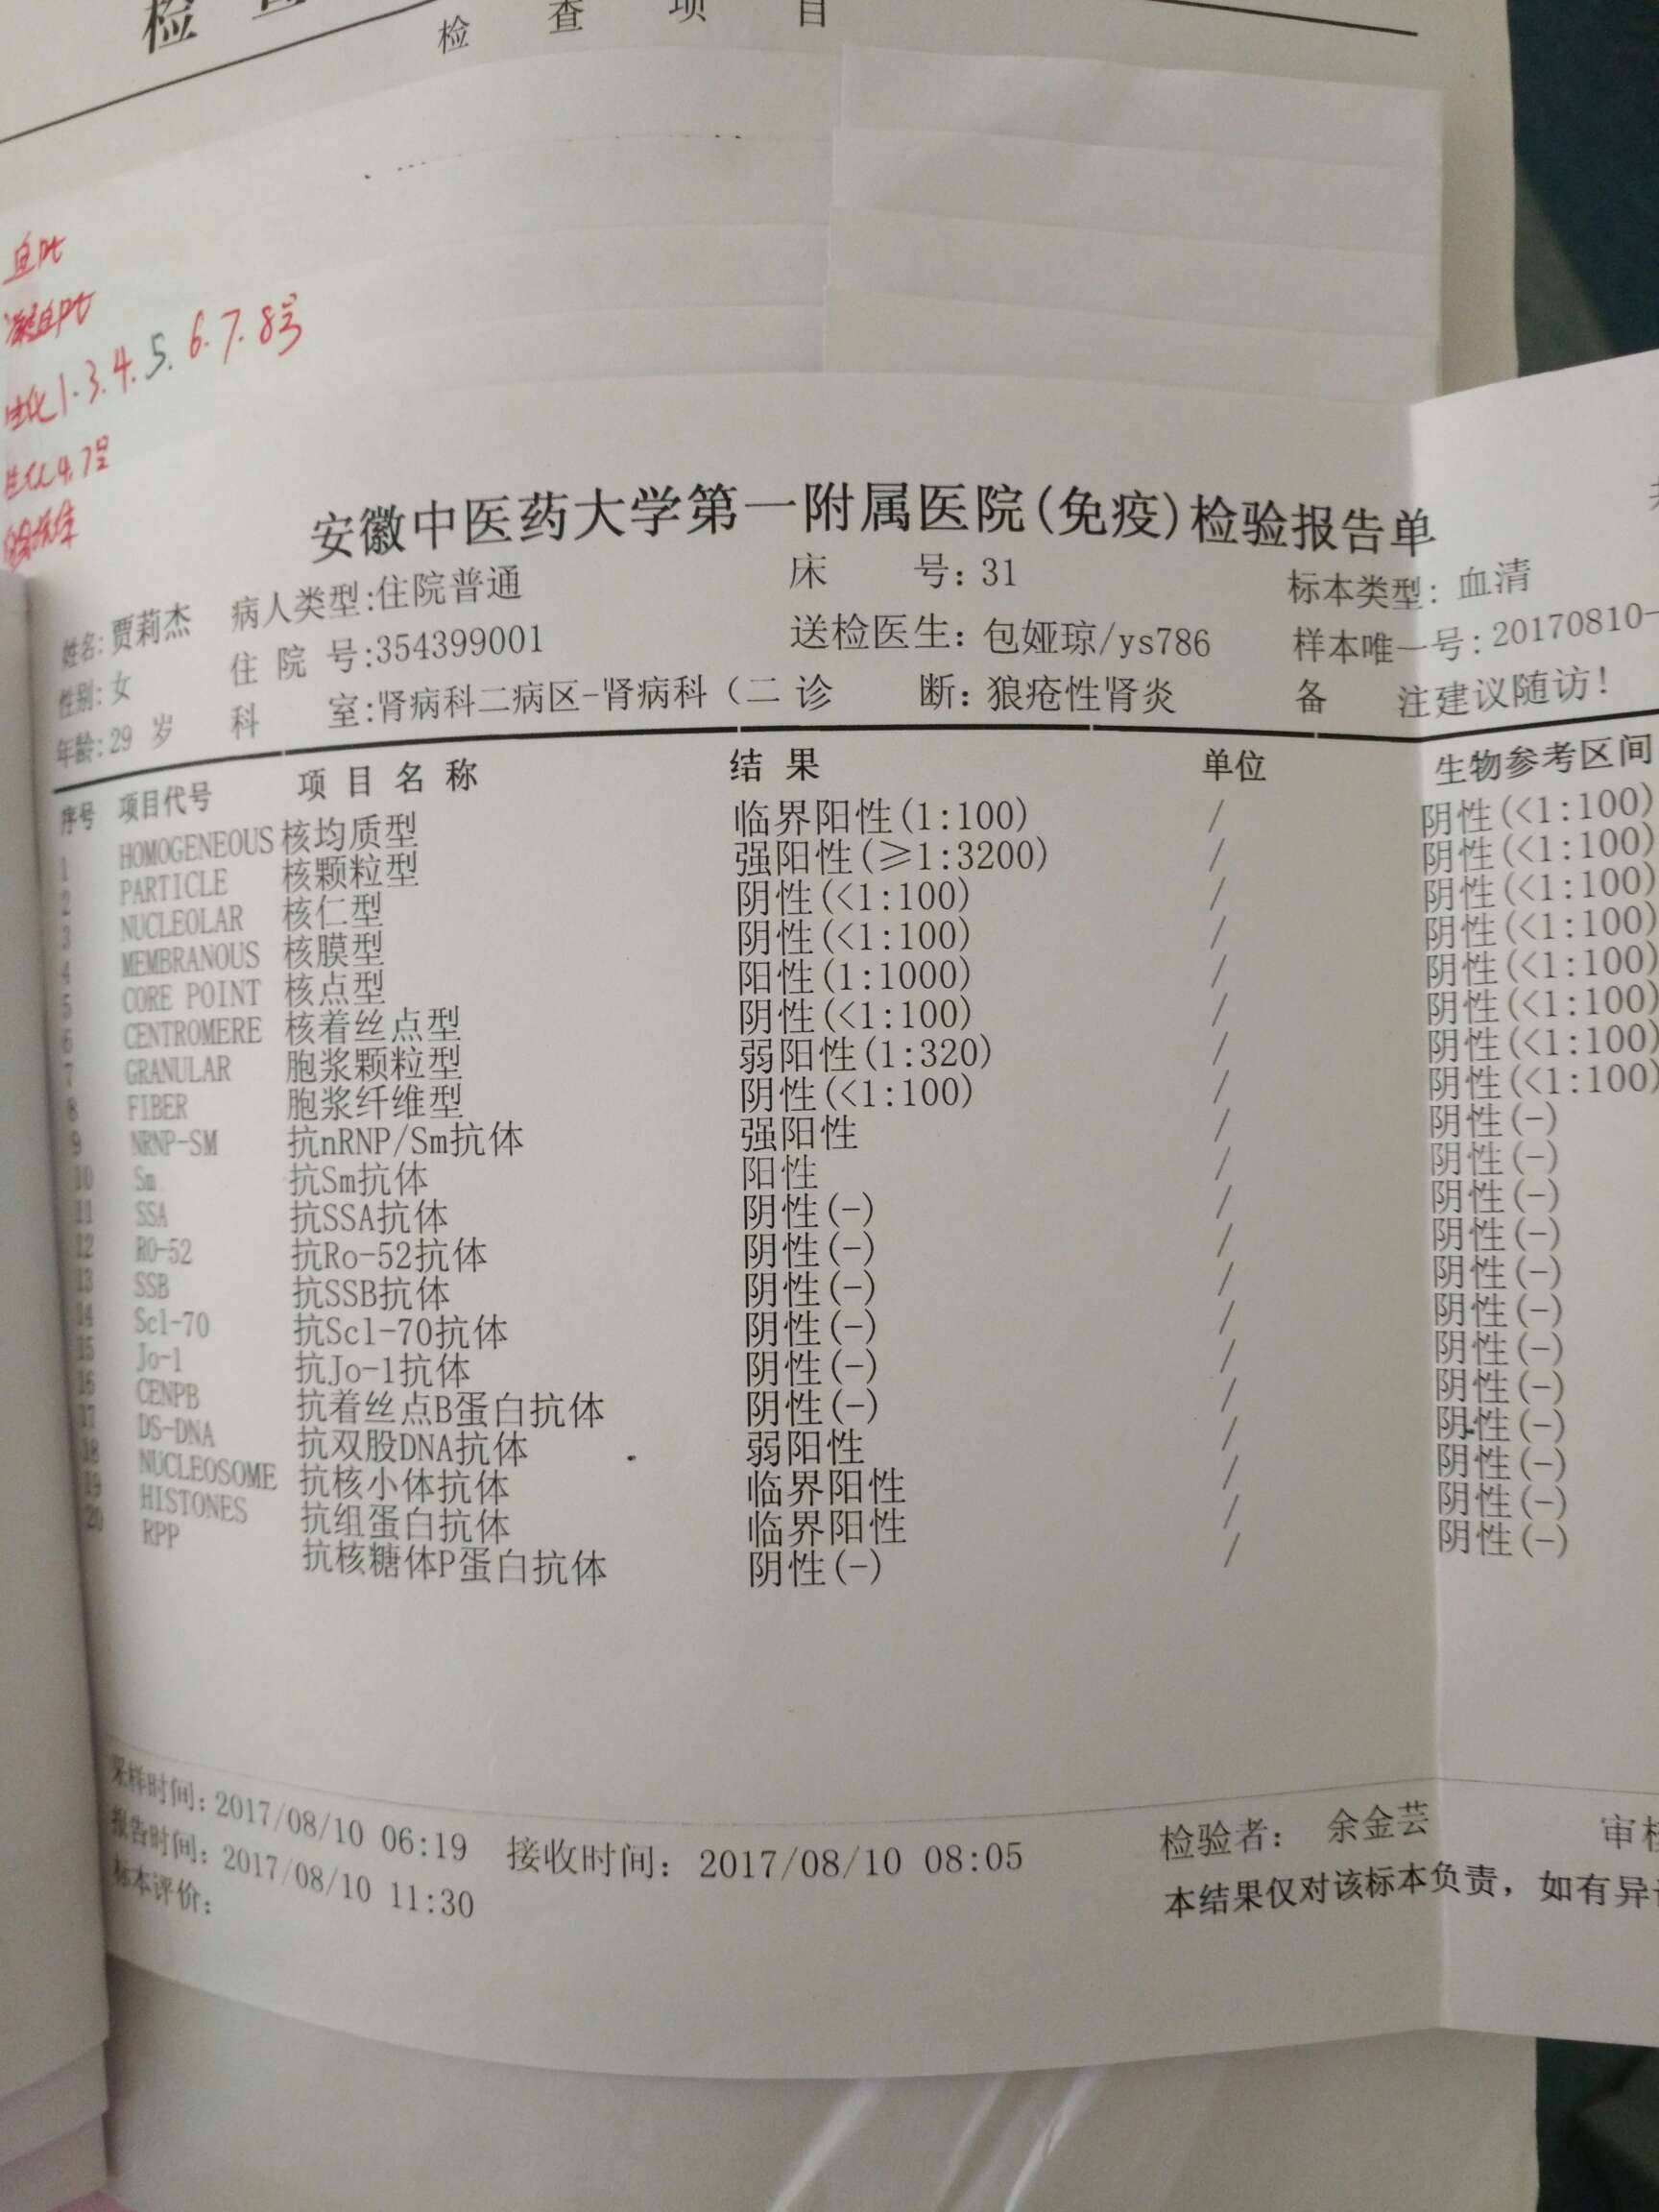 检
检 查 项 目
血Rt
凝血Pt
生化1.3.4.5.6.7.8号
生化4.7号
安徽中医药大学第一附属医院(免疫)检验报告单
姓名:贾莉杰 病人类型:住院普通 床 号:31 标本类型:血清
性别:女 住 院 号:354399001 送检医生:包娅琼/ys786 样本唯一号:20170810-
年龄:29 岁 科 室:肾病科二病区-肾病科(二 诊 断:狼疮性肾炎 备 注建议随访!
序号 项目代号 项 目 名 称 结 果 单位 生物参考区间
1 HOMOGENEOUS 核均质型 临界阳性(1:100) / 阴性(<1:100)
2 PARTICLE 核颗粒型 强阳性(≥1:3200) / 阴性(<1:100)
3 NUCLEOLAR 核仁型 阴性(<1:100) / 阴性(<1:100)
4 MEMBRANOUS 核膜型 阴性(<1:100) / 阴性(<1:100)
5 CORE POINT 核点型 阳性(1:1000) / 阴性(<1:100)
6 CENTROMERE 核着丝点型 阴性(<1:100) / 阴性(<1:100)
7 GRANULAR 胞浆颗粒型 弱阳性(1:320) / 阴性(<1:100)
8 FIBER 胞浆纤维型 阴性(<1:100) / 阴性(<1:100)
9 NRNP-SM 抗nRNP/Sm抗体 强阳性 / 阴性(-)
10 Sm 抗Sm抗体 阳性 / 阴性(-)
11 SSA 抗SSA抗体 阴性(-) / 阴性(-)
12 RO-52 抗Ro-52抗体 阴性(-) / 阴性(-)
13 SSB 抗SSB抗体 阴性(-) / 阴性(-)
14 Scl-70 抗Scl-70抗体 阴性(-) / 阴性(-)
15 Jo-1 抗Jo-1抗体 阴性(-) / 阴性(-)
16 CENPB 抗着丝点B蛋白抗体 阴性(-) / 阴性(-)
17 DS-DNA 抗双股DNA抗体 弱阳性 / 阴性(-)
18 NUCLEOSOME 抗核小体抗体 临界阳性 / 阴性(-)
19 HISTONES 抗组蛋白抗体 临界阳性 / 阴性(-)
20 RPP 抗核糖体P蛋白抗体 阴性(-) / 阴性(-)
采样时间:2017/08/10 06:19 接收时间:2017/08/10 08:05 检验者: 余金芸 审核
报告时间:2017/08/10 11:30 本结果仅对该标本负责,如有异
标本评价: